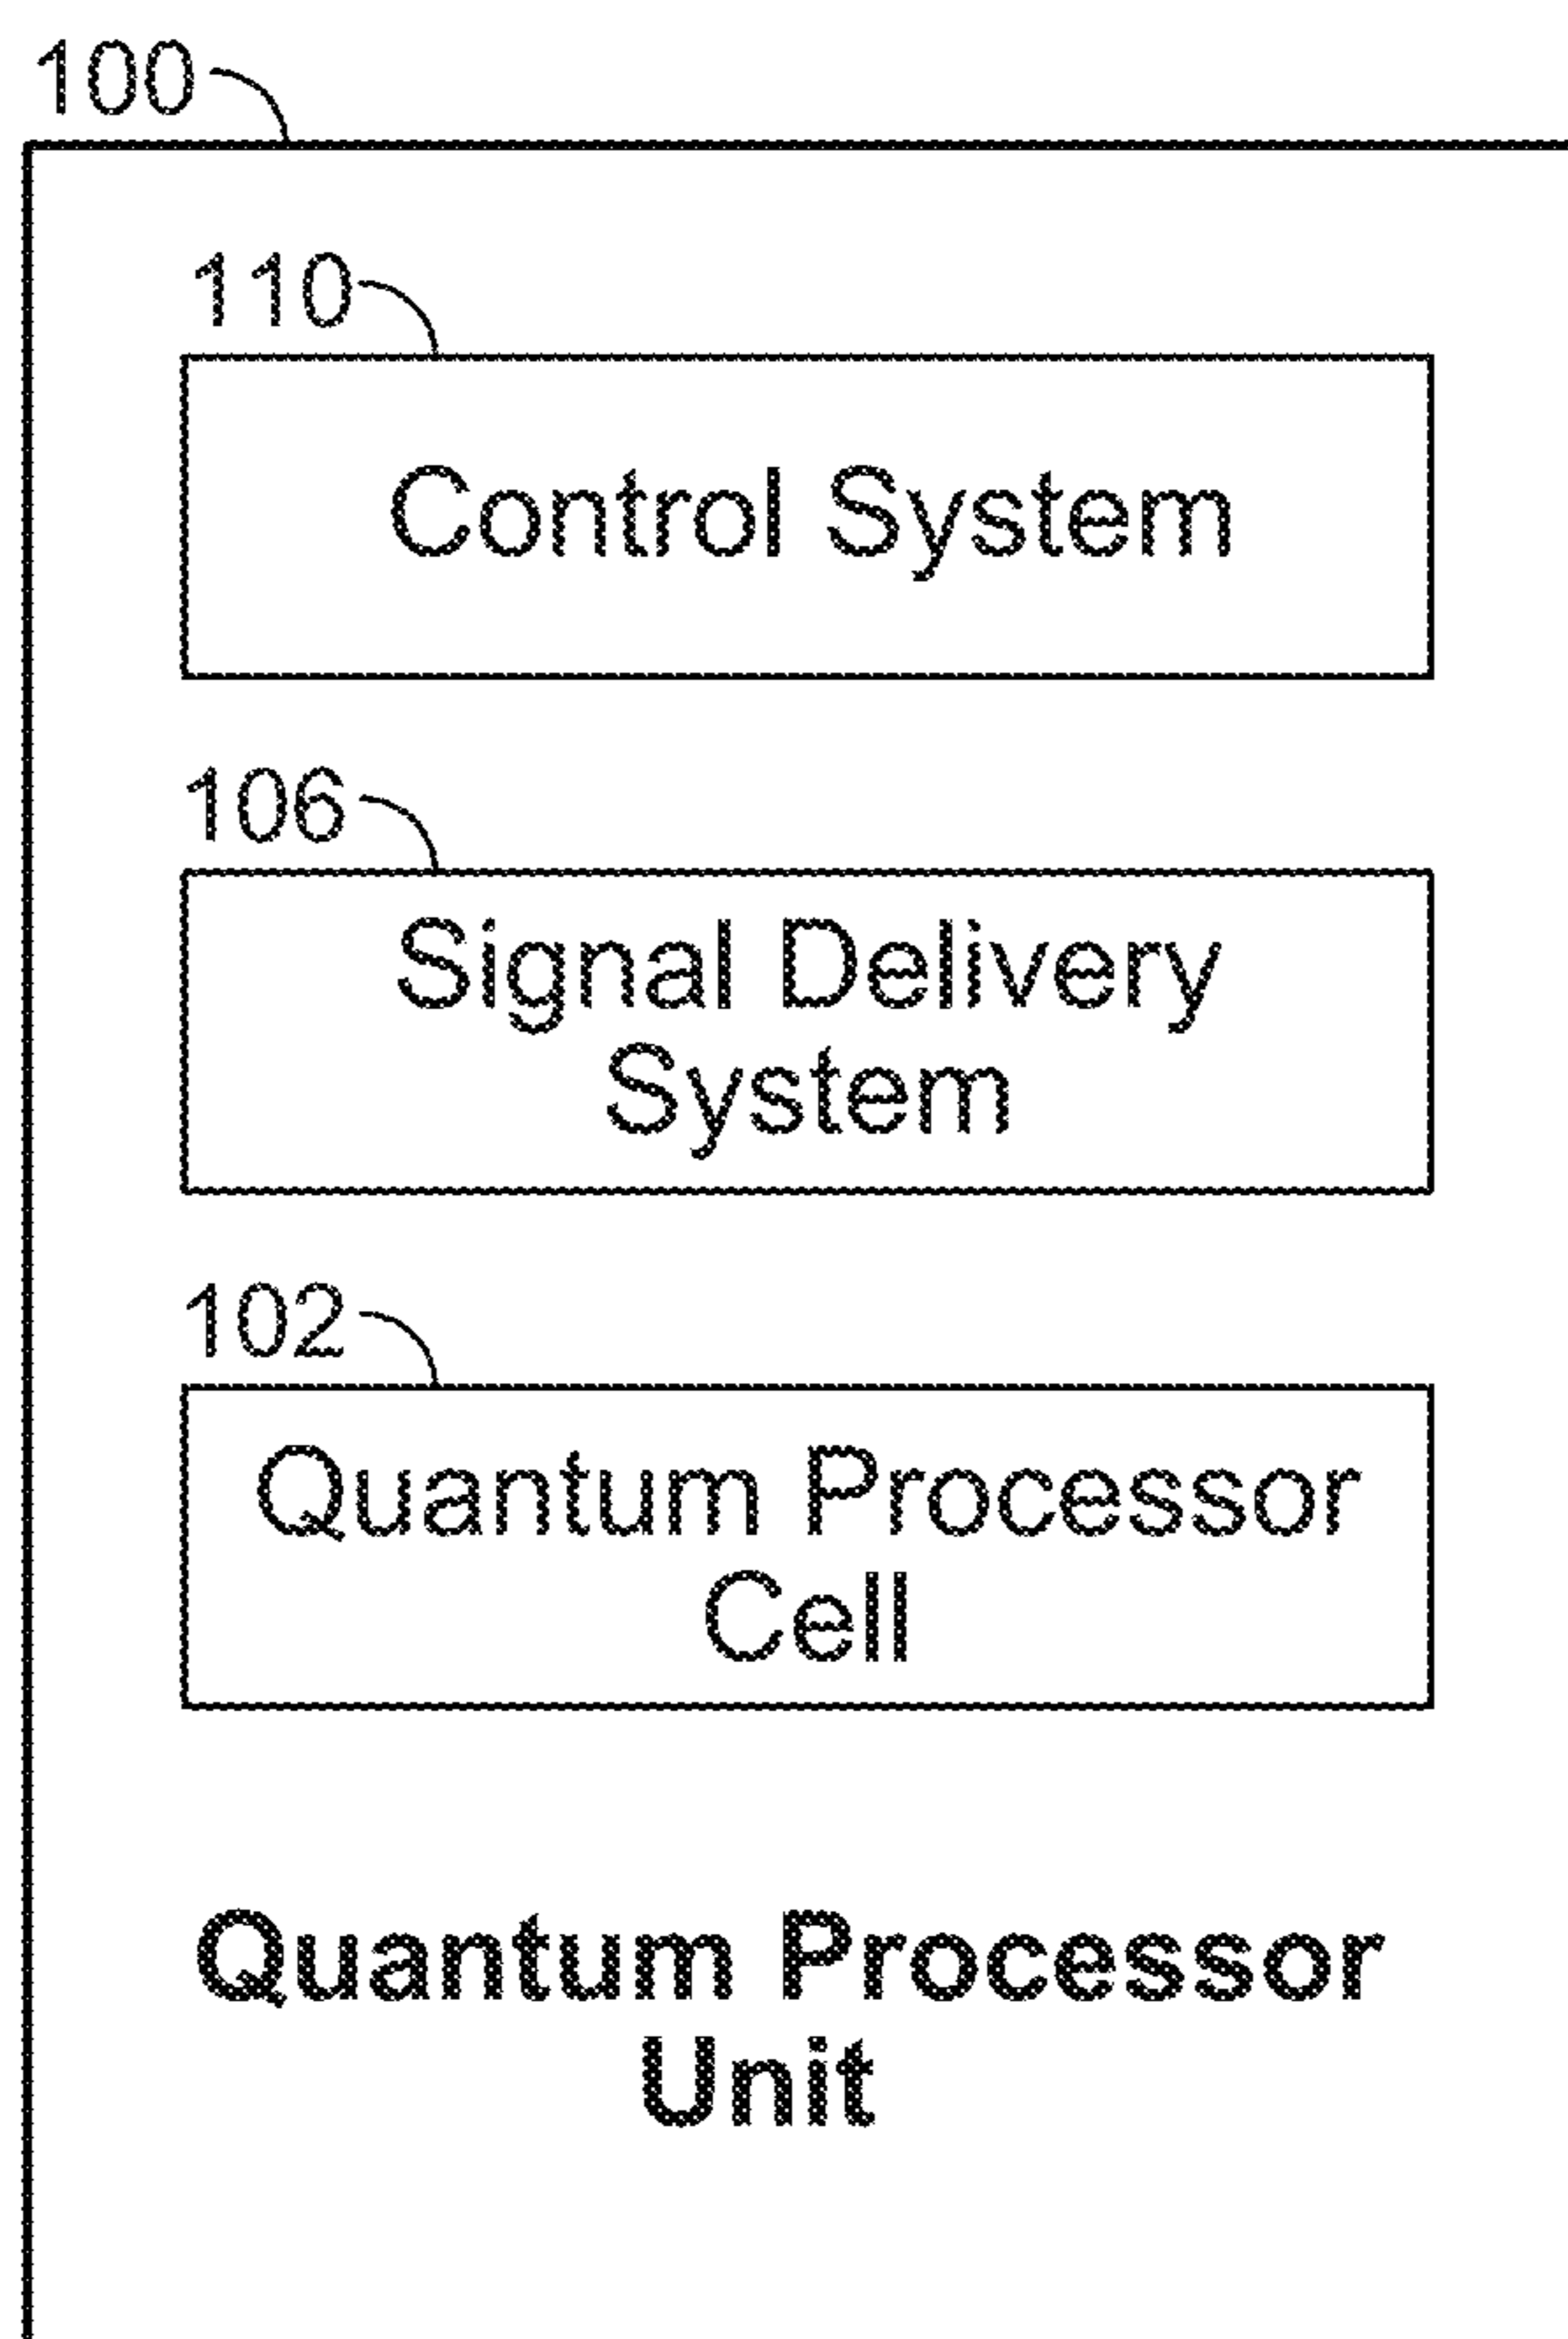 100
110
Control System
106
Signal Delivery
System
102
Quantum Processor
Cell
Quantum Processor
Unit